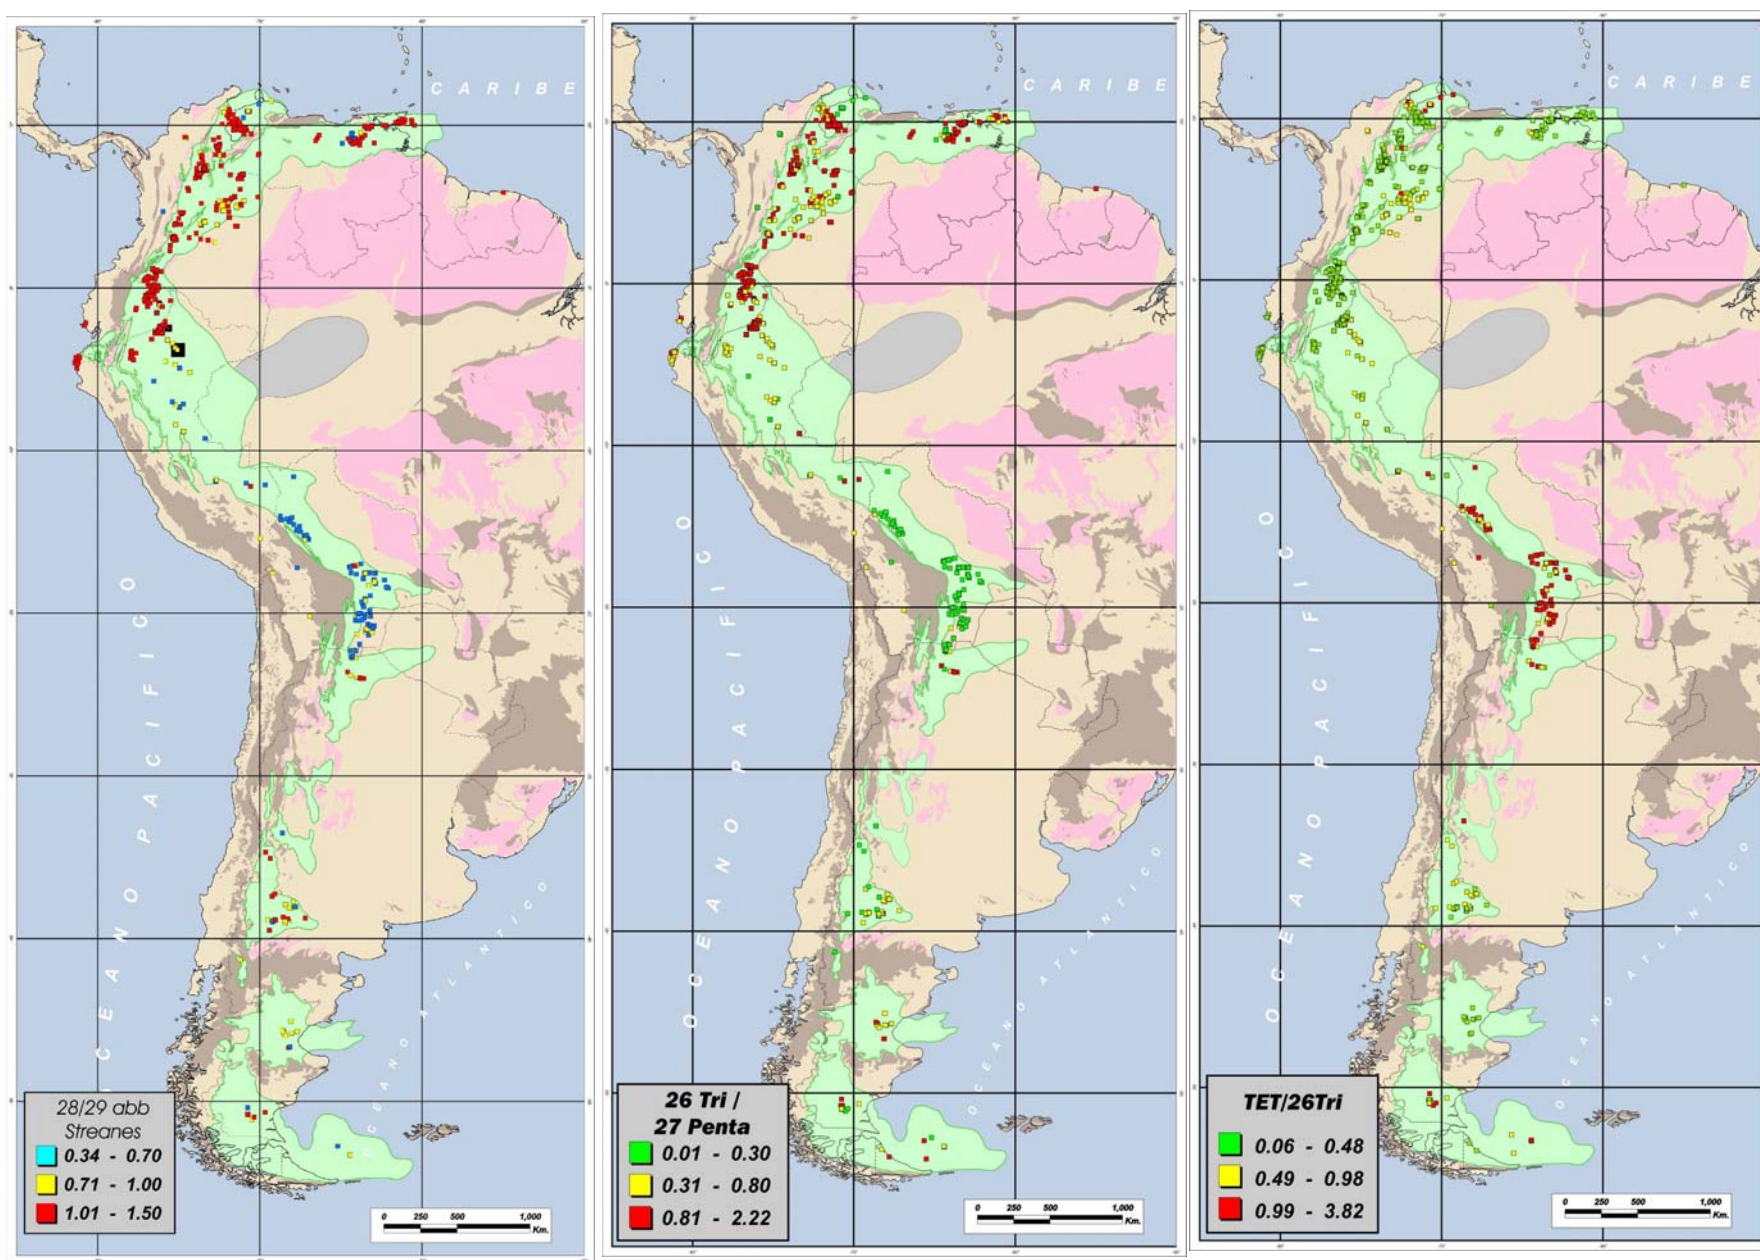 CARIBE
OCEANO PACIFICO
OCEANO ATLANTICO
28/29 abb
Streanes
0.34 - 0.70
0.71 - 1.00
1.01 - 1.50
0 250 500 1,000
Km.
CARIBE
OCEANO PACIFICO
OCEANO ATLANTICO
26 Tri /
27 Penta
0.01 - 0.30
0.31 - 0.80
0.81 - 2.22
0 250 500 1,000
Km.
CARIBE
OCEANO PACIFICO
OCEANO ATLANTICO
TET/26Tri
0.06 - 0.48
0.49 - 0.98
0.99 - 3.82
0 250 500 1,000
Km.